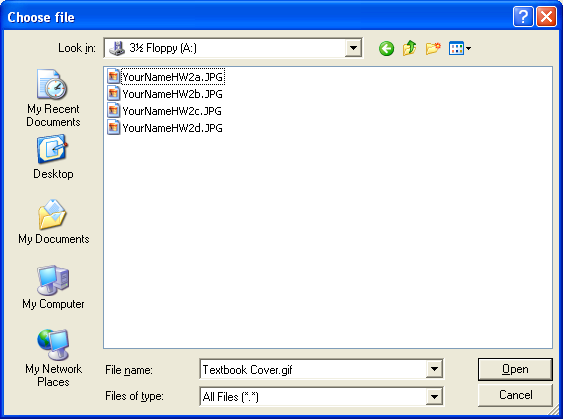 Choose file
Look in: 3½ Floppy (A:)
YourNameHW2a.JPG
YourNameHW2b.JPG
YourNameHW2c.JPG
YourNameHW2d.JPG
My Recent
Documents
Desktop
My Documents
My Computer
My Network
Places
File name: Textbook Cover.gif Open
Files of type: All Files (*.*) Cancel